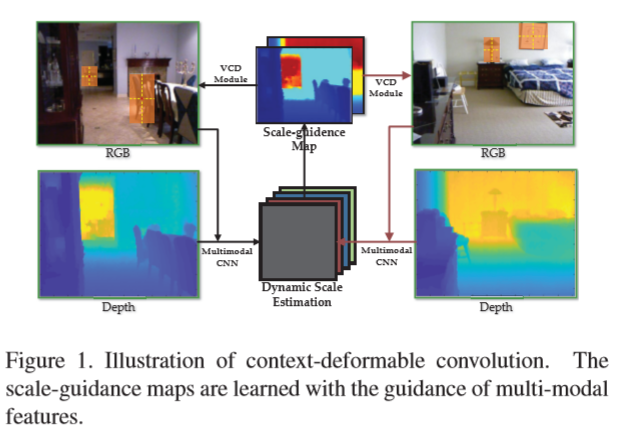 VCD
Module
VCD
Module
Scale-guidence
Map
RGB
RGB
Multimodal
CNN
Multimodal
CNN
Dynamic Scale
Estimation
Depth
Depth
Figure 1. Illustration of context-deformable convolution. The
scale-guidance maps are learned with the guidance of multi-modal
features.